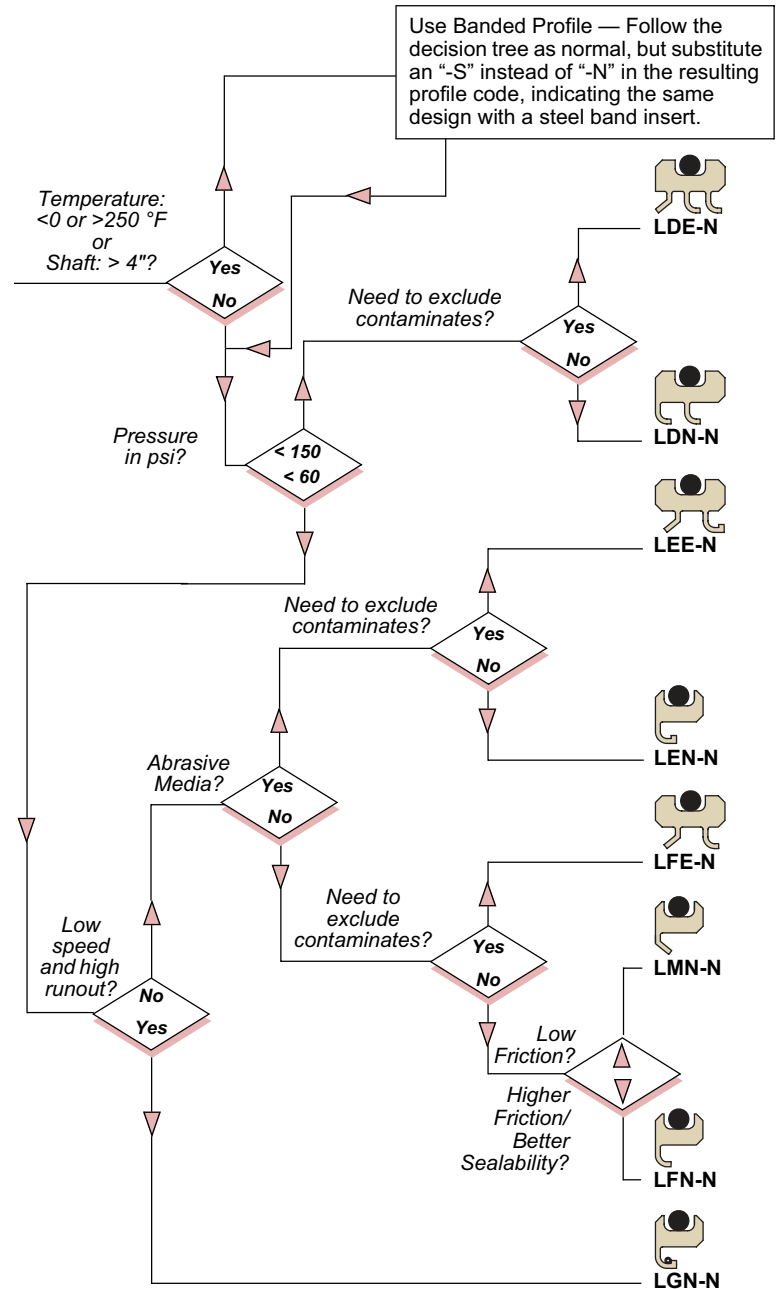 Use Banded Profile — Follow the
decision tree as normal, but substitute
an “-S” instead of “-N” in the resulting
profile code, indicating the same
design with a steel band insert.
Temperature:
<0 or >250 °F
or
Shaft: > 4"?
Yes
No
LDE-N
Need to exclude
contaminates?
Yes
No
LDN-N
Pressure
in psi?
< 150
< 60
LEE-N
Need to exclude
contaminates?
Yes
No
LEN-N
Abrasive
Media?
Yes
No
LFE-N
Need to
exclude
contaminates?
Yes
No
LMN-N
Low
speed
and high
runout?
No
Yes
Low
Friction?
Higher
Friction/
Better
Sealability?
LFN-N
LGN-N